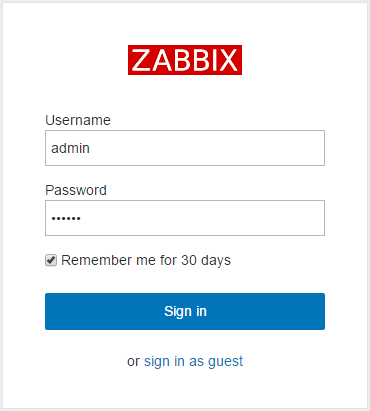 ZABBIX
Username
admin
Password
••••••
Remember me for 30 days
Sign in
or sign in as guest